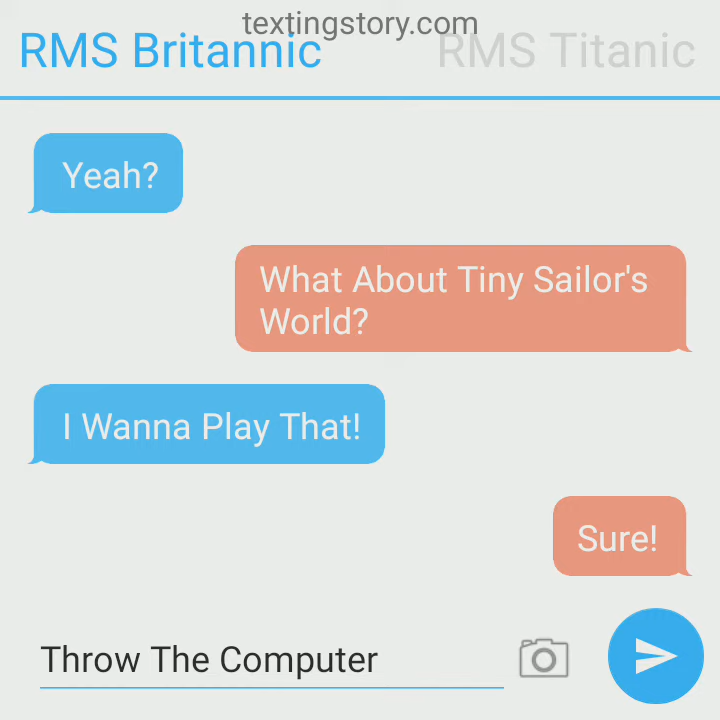 textingstory.com
RMS Britannic
RMS Titanic
Yeah?
What About Tiny Sailor's
World?
I Wanna Play That!
Sure!
Throw The Computer